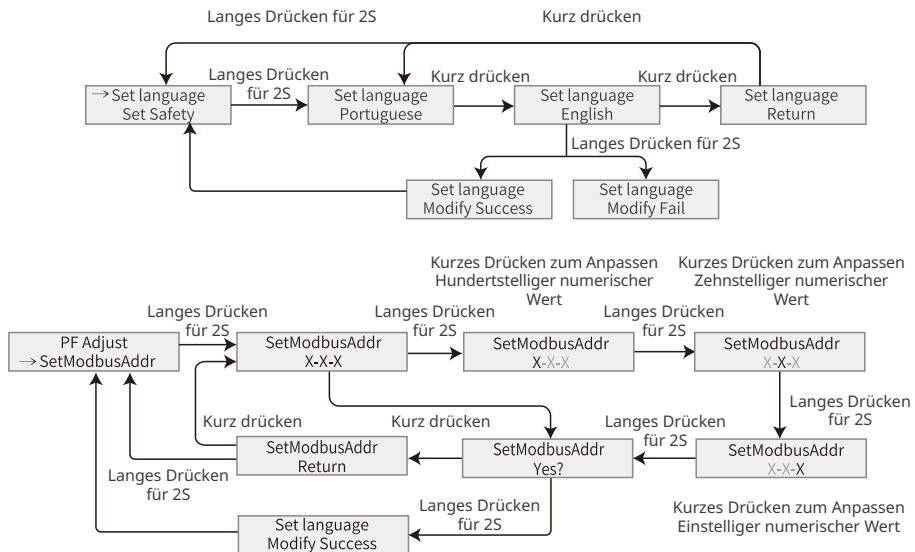 Langes Drücken für 2S
Kurz drücken
Langes Drücken
für 2S
Kurz drücken
Kurz drücken
→Set language
Set Safety
Set language
Portuguese
Set language
English
Set language
Return
Langes Drücken für 2S
Set language
Modify Success
Set language
Modify Fail
Kurzes Drücken zum Anpassen
Hundertstelliger numerischer
Wert
Kurzes Drücken zum Anpassen
Zehnstelliger numerischer
Wert
Langes Drücken
für 2S
Langes Drücken
für 2S
Langes Drücken
für 2S
PF Adjust
→SetModbusAddr
SetModbusAddr
X-X-X
SetModbusAddr
X-X-X
SetModbusAddr
X-X-X
Langes Drücken
für 2S
Kurz drücken
Kurz drücken
Langes Drücken
für 2S
SetModbusAddr
Return
SetModbusAddr
Yes?
SetModbusAddr
X-X-X
Langes Drücken
für 2S
Langes Drücken
für 2S
Kurzes Drücken zum Anpassen
Einstelliger numerischer Wert
Set language
Modify Success